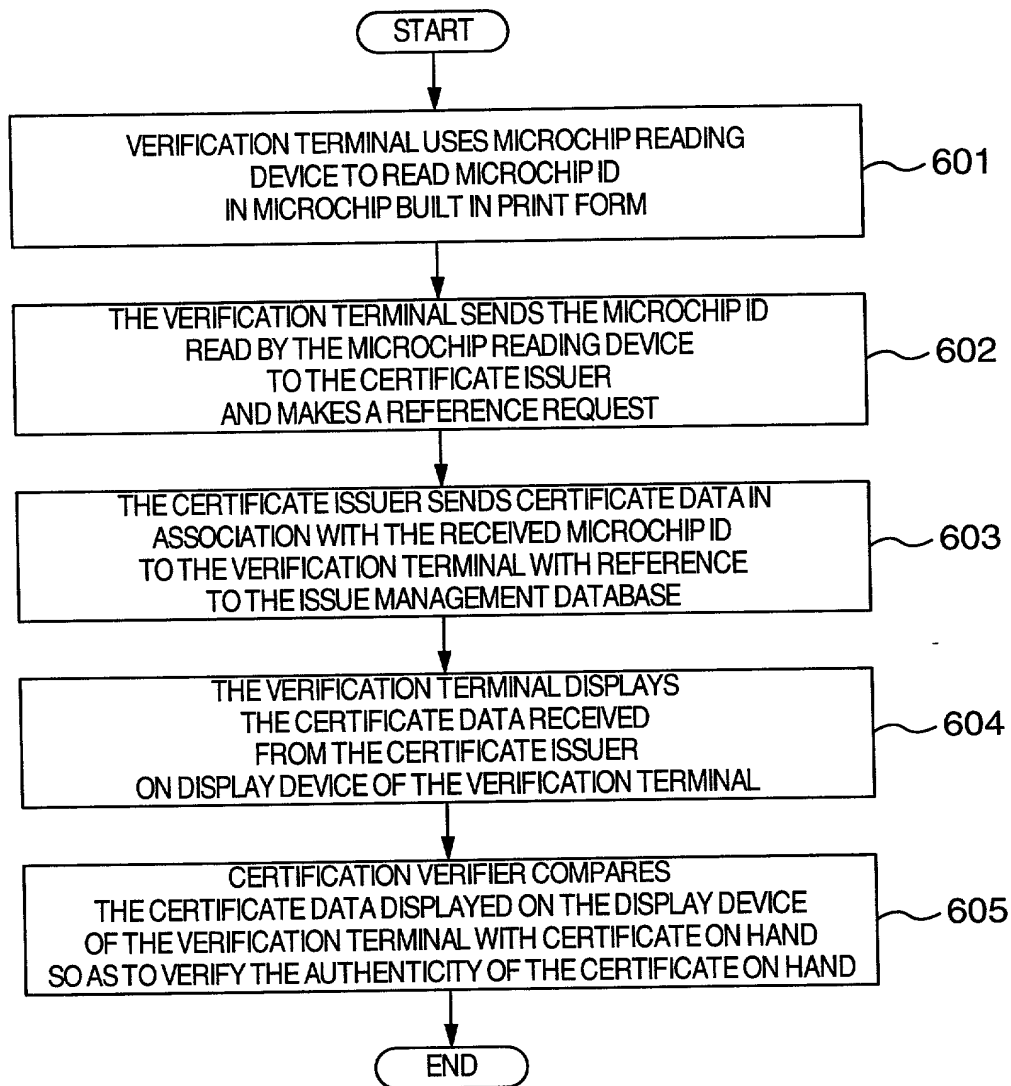 START
VERIFICATION TERMINAL USES MICROCHIP READING
DEVICE TO READ MICROCHIP ID
IN MICROCHIP BUILT IN PRINT FORM
601
THE VERIFICATION TERMINAL SENDS THE MICROCHIP ID
READ BY THE MICROCHIP READING DEVICE
TO THE CERTIFICATE ISSUER
AND MAKES A REFERENCE REQUEST
602
THE CERTIFICATE ISSUER SENDS CERTIFICATE DATA IN
ASSOCIATION WITH THE RECEIVED MICROCHIP ID
TO THE VERIFICATION TERMINAL WITH REFERENCE
TO THE ISSUE MANAGEMENT DATABASE
603
THE VERIFICATION TERMINAL DISPLAYS
THE CERTIFICATE DATA RECEIVED
FROM THE CERTIFICATE ISSUER
ON DISPLAY DEVICE OF THE VERIFICATION TERMINAL
604
CERTIFICATION VERIFIER COMPARES
THE CERTIFICATE DATA DISPLAYED ON THE DISPLAY DEVICE
OF THE VERIFICATION TERMINAL WITH CERTIFICATE ON HAND
SO AS TO VERIFY THE AUTHENTICITY OF THE CERTIFICATE ON HAND
605
END